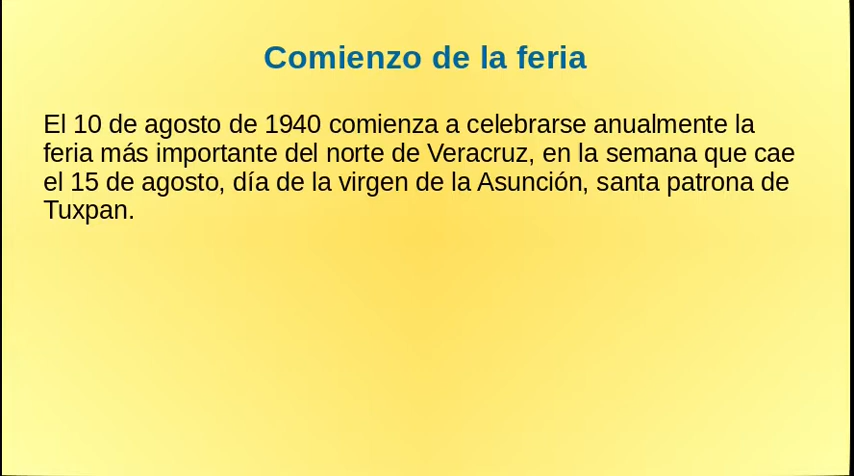 Comienzo de la feria
El 10 de agosto de 1940 comienza a celebrarse anualmente la
feria más importante del norte de Veracruz, en la semana que cae
el 15 de agosto, día de la virgen de la Asunción, santa patrona de
Tuxpan.